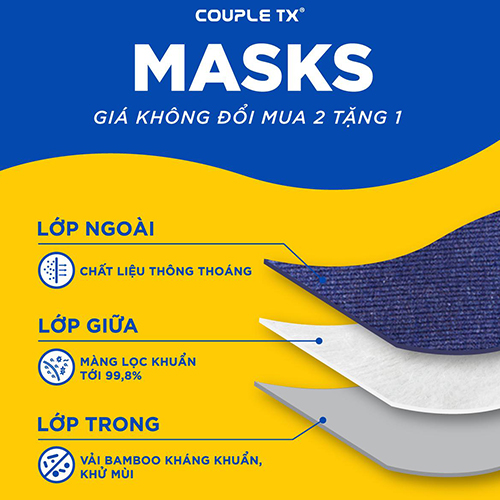 COUPLE TX®
MASKS
GIÁ KHÔNG ĐỔI MUA 2 TẶNG 1
LỚP NGOÀI
CHẤT LIỆU THÔNG THOÁNG
LỚP GIỮA
MÀNG LỌC KHUẨN
TỚI 99,8%
LỚP TRONG
VẢI BAMBOO KHÁNG KHUẨN,
KHỬ MÙI